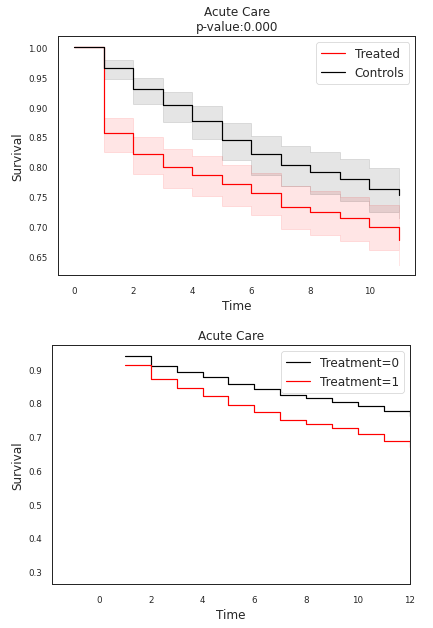 Acute Care
p-value:0.000
1.00
0.95
0.90
0.85
0.80
0.75
0.70
0.65
Survival
Treated
Controls
0 2 4 6 8 10
Time
Acute Care
0.9
0.8
0.7
0.6
0.5
0.4
0.3
Survival
Treatment=0
Treatment=1
0 2 4 6 8 10 12
Time